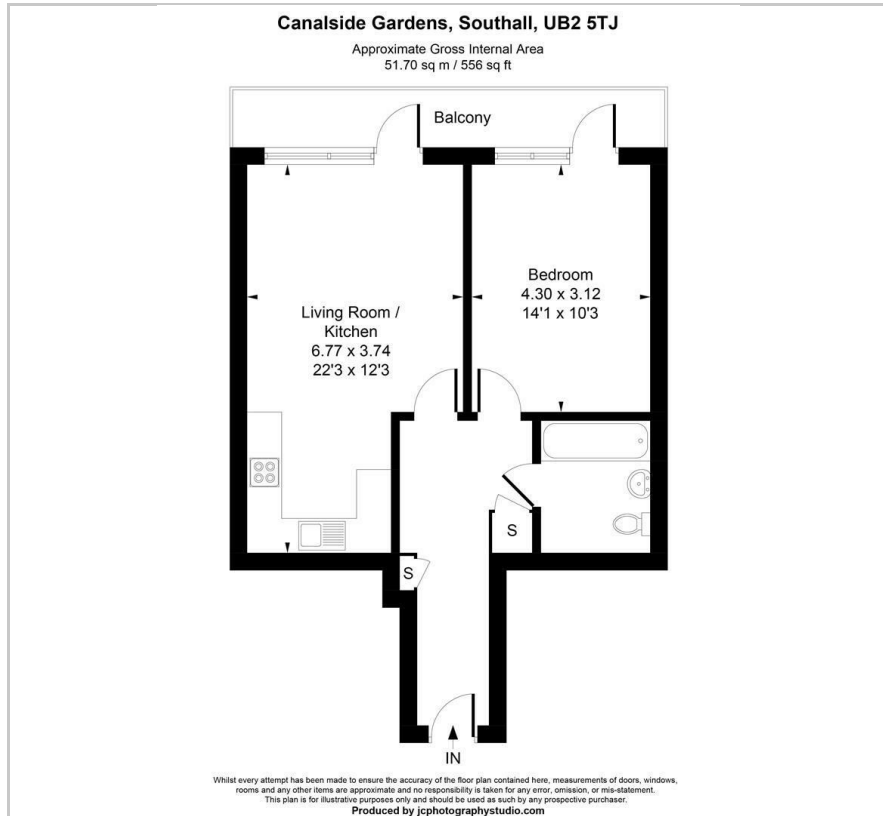 Canalside Gardens, Southall, UB2 5TJ
Approximate Gross Internal Area
51.70 sq m / 556 sq ft
Balcony
Living Room /
Kitchen
6.77 x 3.74
22'3 x 12'3
Bedroom
4.30 x 3.12
14'1 x 10'3
S
S
IN
Whilst every attempt has been made to ensure the accuracy of the floor plan contained here, measurements of doors, windows,
rooms and any other items are approximate and no responsibility is taken for any error, omission, or mis-statement.
This plan is for illustrative purposes only and should be used as such by any prospective purchaser.
Produced by jcphotographystudio.com